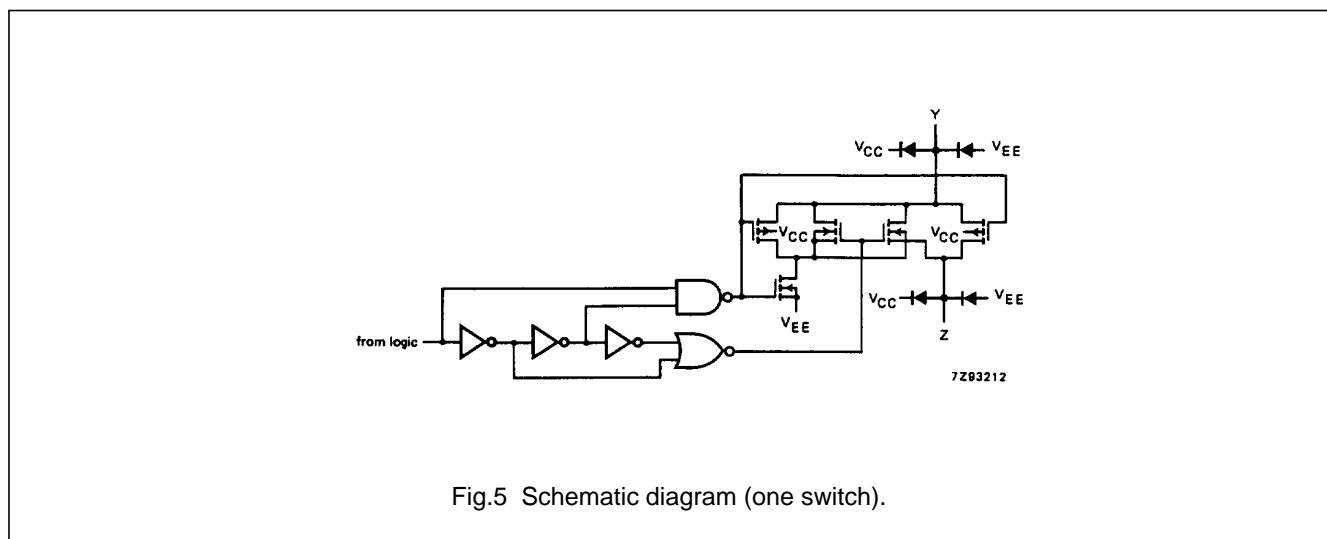 Y
VCC VEE
VCC VCC
VCC VEE
VEE
Z
from logic
7Z93212
Fig.5 Schematic diagram (one switch).